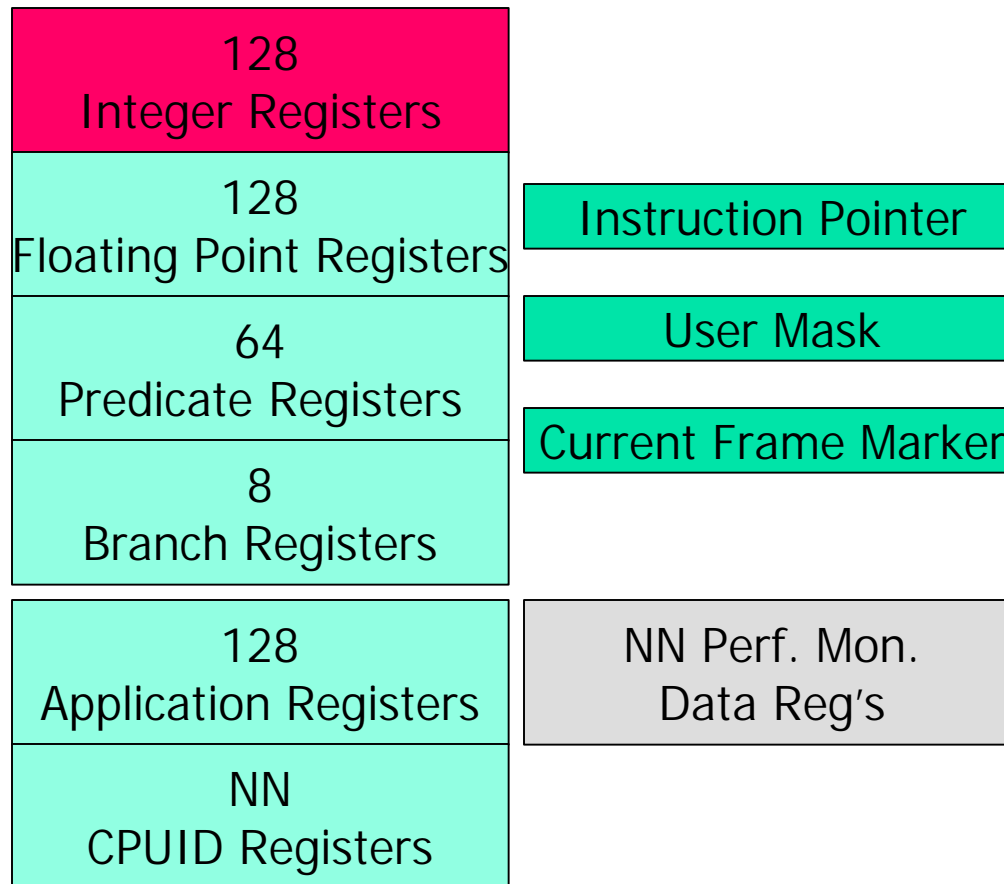 128
Integer Registers
128
Floating Point Registers
64
Predicate Registers
8
Branch Registers
128
Application Registers
NN
CPUID Registers
Instruction Pointer
User Mask
Current Frame Marker
NN Perf. Mon.
Data Reg's